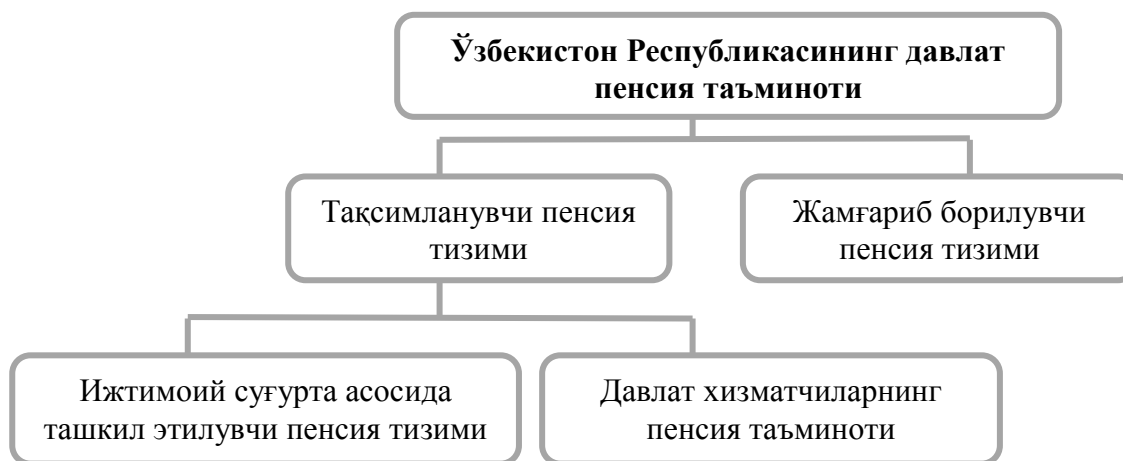 Ўзбекистон Республикасининг давлат
пенсия таъминоти
Тақсимланувчи пенсия
тизими
Жамғариб борилувчи
пенсия тизими
Ижтимоий суғурта асосида
ташкил этилувчи пенсия тизими
Давлат хизматчиларнинг
пенсия таъминоти